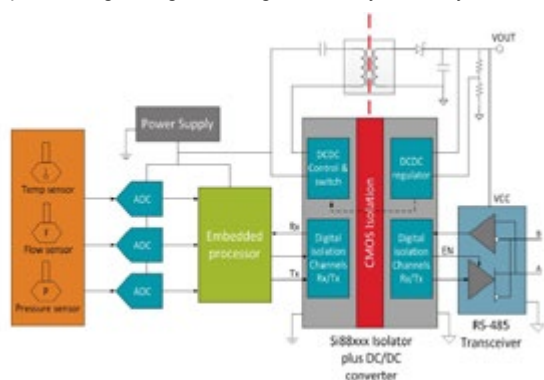 VOUT
Power Supply
DCDC
Control &
switch
DCDC
regulator
CMOS Isolation
Temp sensor
ADC
F
Flow sensor
ADC
P
Pressure sensor
ADC
Embedded
processor
Rx
Tx
Digital
isolation
Channels
Rx/Tx
Digital
isolation
Channels
Rx/Tx
VCC
EN
B
A
RS-485
Transceiver
Si88xxx Isolator
plus DC/DC
converter